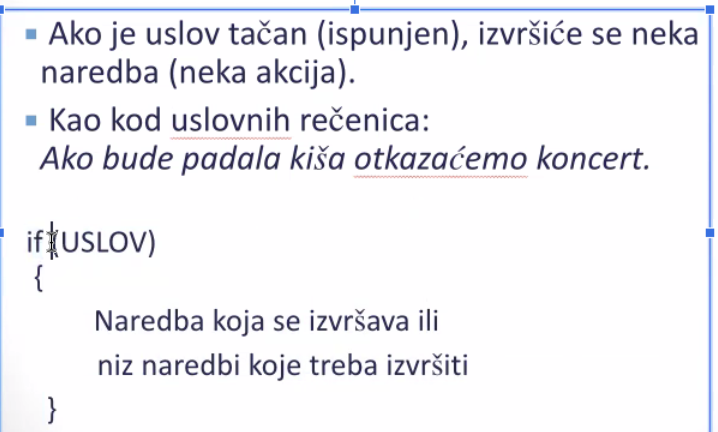 ▪ Ako je uslov tačan (ispunjen), izvršiće se neka
naredba (neka akcija).
▪ Kao kod uslovnih rečenica:
Ako bude padala kiša otkazaćemo koncert.
if (USLOV)
{
Naredba koja se izvršava ili
niz naredbi koje treba izvršiti
}